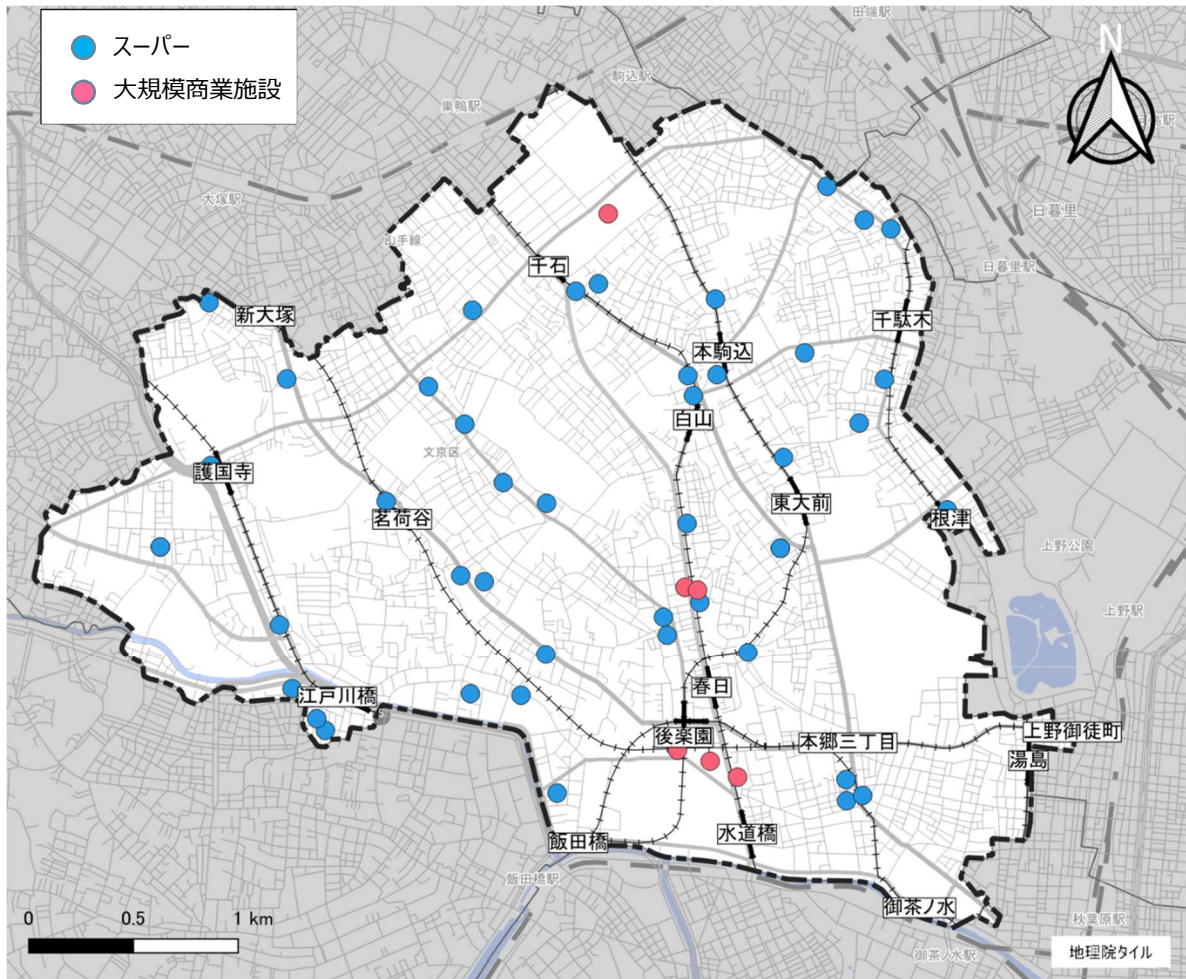 スーパー
大規模商業施設
田端駅
N
駒込駅
巣鴨駅
大塚駅
日暮里
山手線
千石
日暮里駅
新大塚
千駄木
本駒込
白山
文京区
護国寺
東大前
茗荷谷
根津
上野公園
上野駅
春日
江戸川橋
後楽園
本郷三丁目
上野御徒町
湯島
水道橋
飯田橋
飯田橋駅
御茶ノ水
秋葉原駅
0 0.5 1 km
御茶ノ水駅
地理院タイル